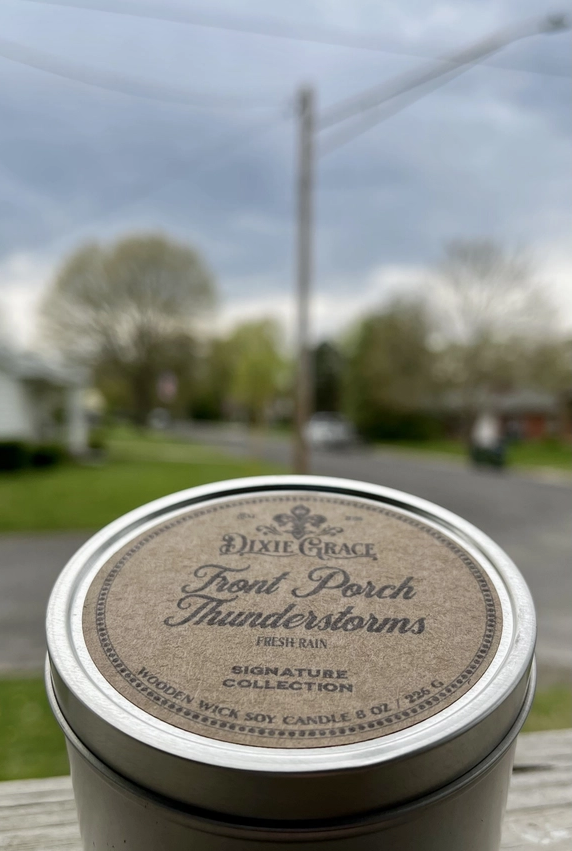 DIXIE GRACE
Front Porch
Thunderstorms
FRESH RAIN
SIGNATURE
COLLECTION
WOODEN WICK SOY CANDLE 8 OZ / 226 G